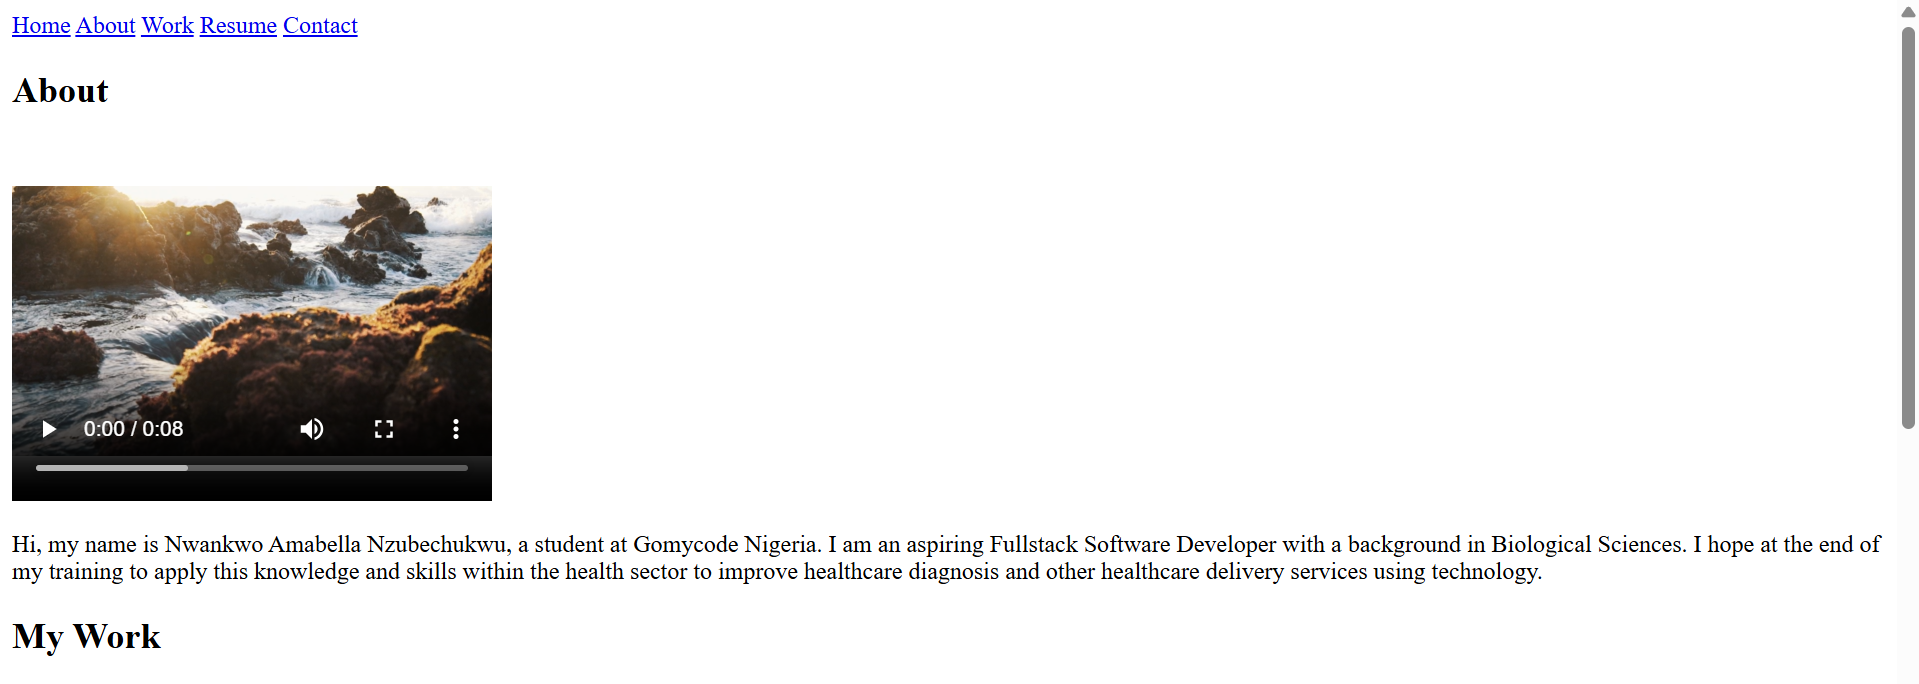 Home About Work Resume Contact
About
0:00 / 0:08
Hi, my name is Nwankwo Amabella Nzubechukwu, a student at Gomycode Nigeria. I am an aspiring Fullstack Software Developer with a background in Biological Sciences. I hope at the end of
my training to apply this knowledge and skills within the health sector to improve healthcare diagnosis and other healthcare delivery services using technology.
My Work